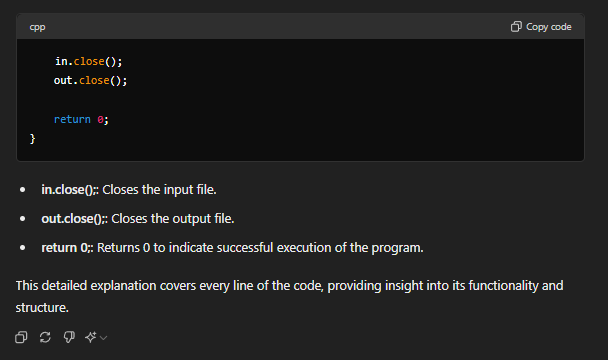 cpp Copy code
in.close();
out.close();
return 0;
}
in.close();: Closes the input file.
out.close();: Closes the output file.
return 0;: Returns 0 to indicate successful execution of the program.
This detailed explanation covers every line of the code, providing insight into its functionality and
structure.